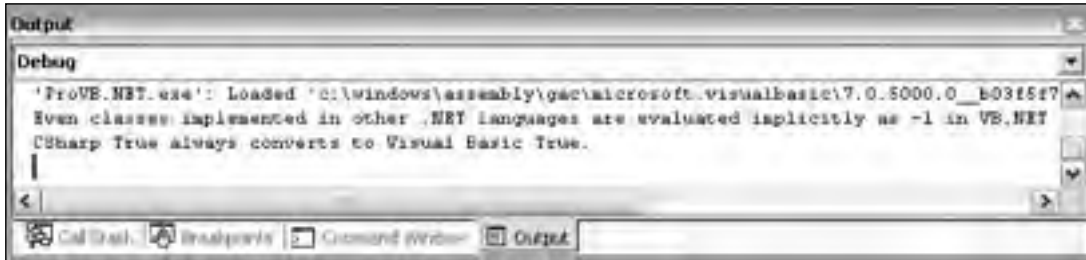 Output
Debug
'ProVB.NET.exe': Loaded 'c:\windows\assembly\gac\microsoft.visualbasic\7.0.5000.0__b03f5f7
Even classes implemented in other .NET languages are evaluated implicitly as -1 in VB.NET
CSharp True always converts to Visual Basic True.
Call Stack Breakpoints Command Window Output